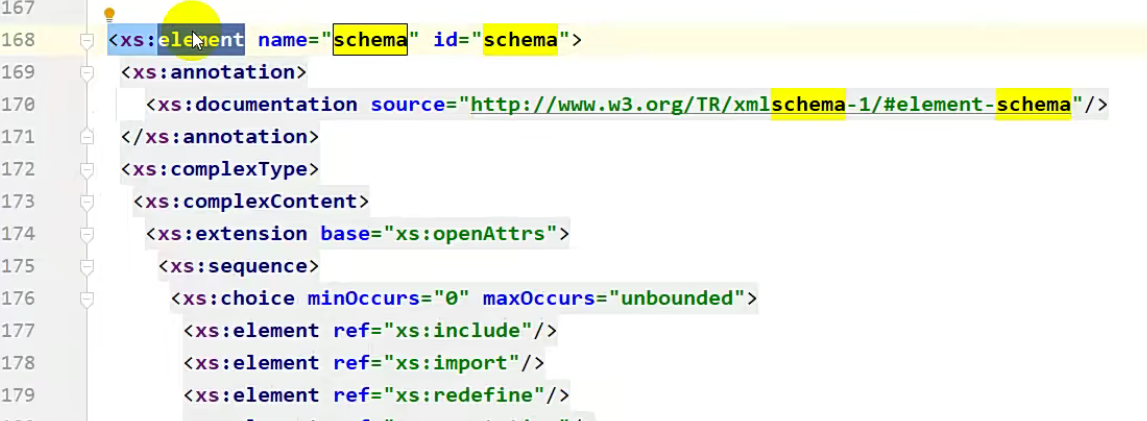 167
168 <xs:element name="schema" id="schema">
169 <xs:annotation>
170 <xs:documentation source="http://www.w3.org/TR/xmlschema-1/#element-schema"/>
171 </xs:annotation>
172 <xs:complexType>
173 <xs:complexContent>
174 <xs:extension base="xs:openAttrs">
175 <xs:sequence>
176 <xs:choice minOccurs="0" maxOccurs="unbounded">
177 <xs:element ref="xs:include"/>
178 <xs:element ref="xs:import"/>
179 <xs:element ref="xs:redefine"/>